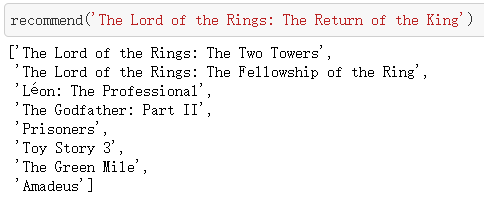 recommend('The Lord of the Rings: The Return of the King')
['The Lord of the Rings: The Two Towers',
'The Lord of the Rings: The Fellowship of the Ring',
'Léon: The Professional',
'The Godfather: Part II',
'Prisoners',
'Toy Story 3',
'The Green Mile',
'Amadeus']